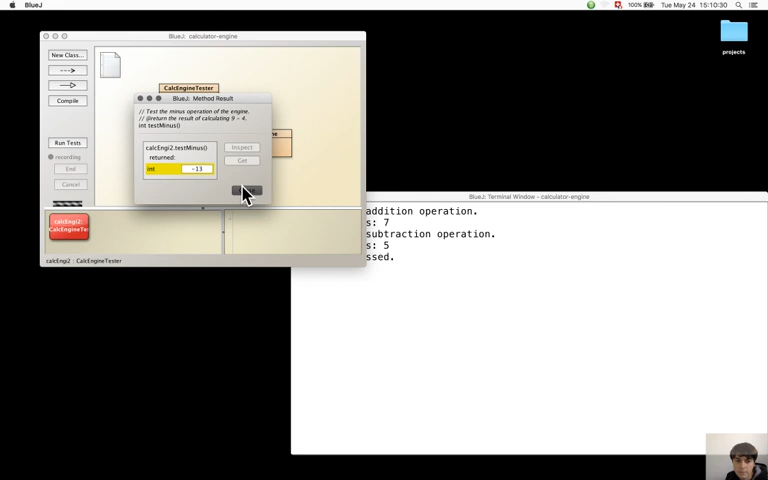 BlueJ
100%
Tue May 24 15:10:30
BlueJ: calculator-engine
New Class...
--->
Compile
Run Tests
recording
End
Cancel
CalcEngineTester
projects
BlueJ: Method Result
// Test the minus operation of the engine.
// @return the result of calculating 9 - 4.
int testMinus()
calcEngi2.testMinus()
returned:
int
-13
Inspect
Get
calcEngi2:
CalcEngineTe
calcEngi2 : CalcEngineTester
BlueJ: Terminal Window - calculator-engine
addition operation.
s: 7
subtraction operation.
s: 5
ssed.